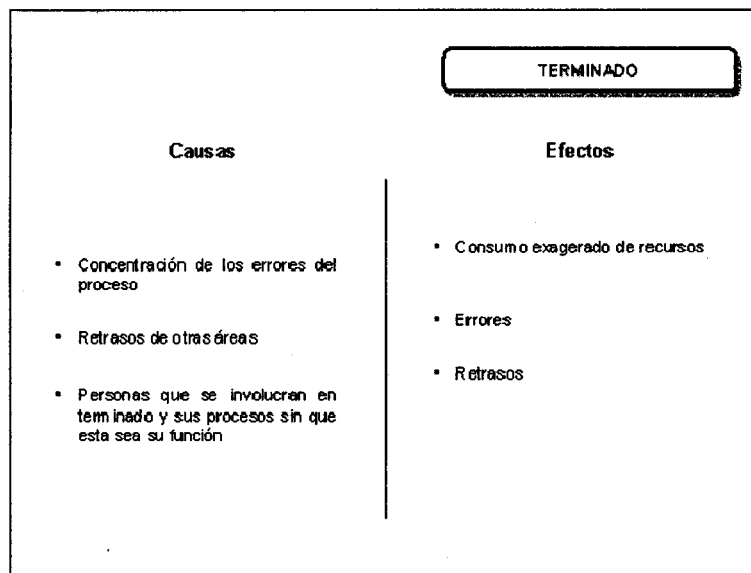 TERMINADO
Causas
• Concentración de los errores del
proceso
• Retrasos de otras áreas
• Personas que se involucran en
terminado y sus procesos sin que
esta sea su función
Efectos
• Consumo exagerado de recursos
• Errores
• Retrasos